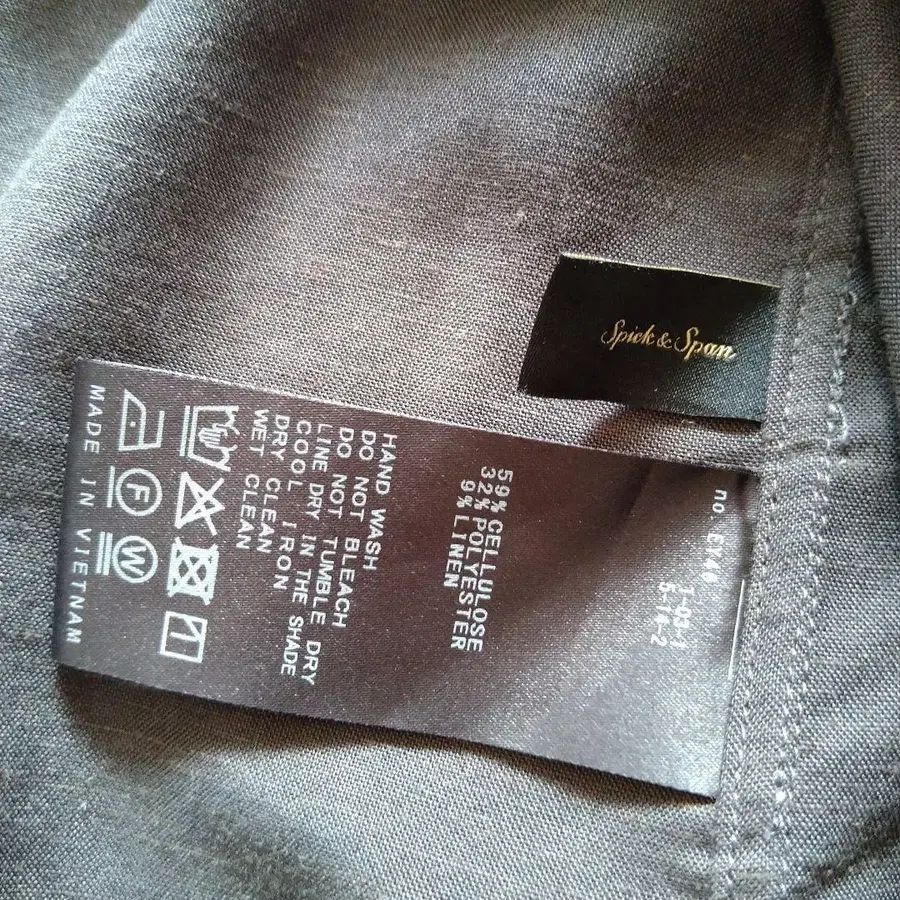 Spick & Span
no. EY46
1-03-1
5-14-2
59% CELLULOSE
32% POLYESTER
9% LINEN
HAND WASH
DO NOT BLEACH
DO NOT TUMBLE DRY
LINE DRY IN THE SHADE
COOL IRON
DRY CLEAN
WET CLEAN
F
W
MADE IN VIETNAM